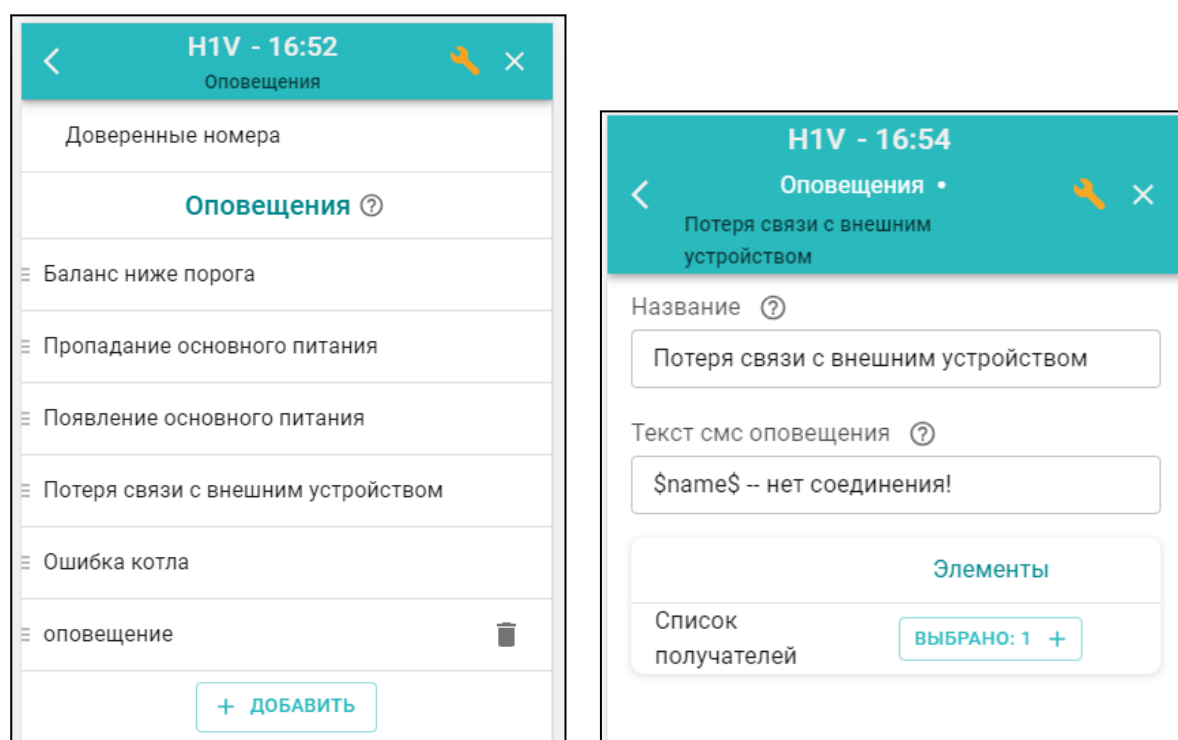 H1V - 16:52
Оповещения
Доверенные номера
Оповещения ?
Баланс ниже порога
Пропадание основного питания
Появление основного питания
Потеря связи с внешним устройством
Ошибка котла
оповещение
+ ДОБАВИТЬ
H1V - 16:54
Оповещения •
Потеря связи с внешним
устройством
Название ?
Потеря связи с внешним устройством
Текст смс оповещения ?
$name$ -- нет соединения!
Элементы
Список
получателей
ВЫБРАНО: 1 +